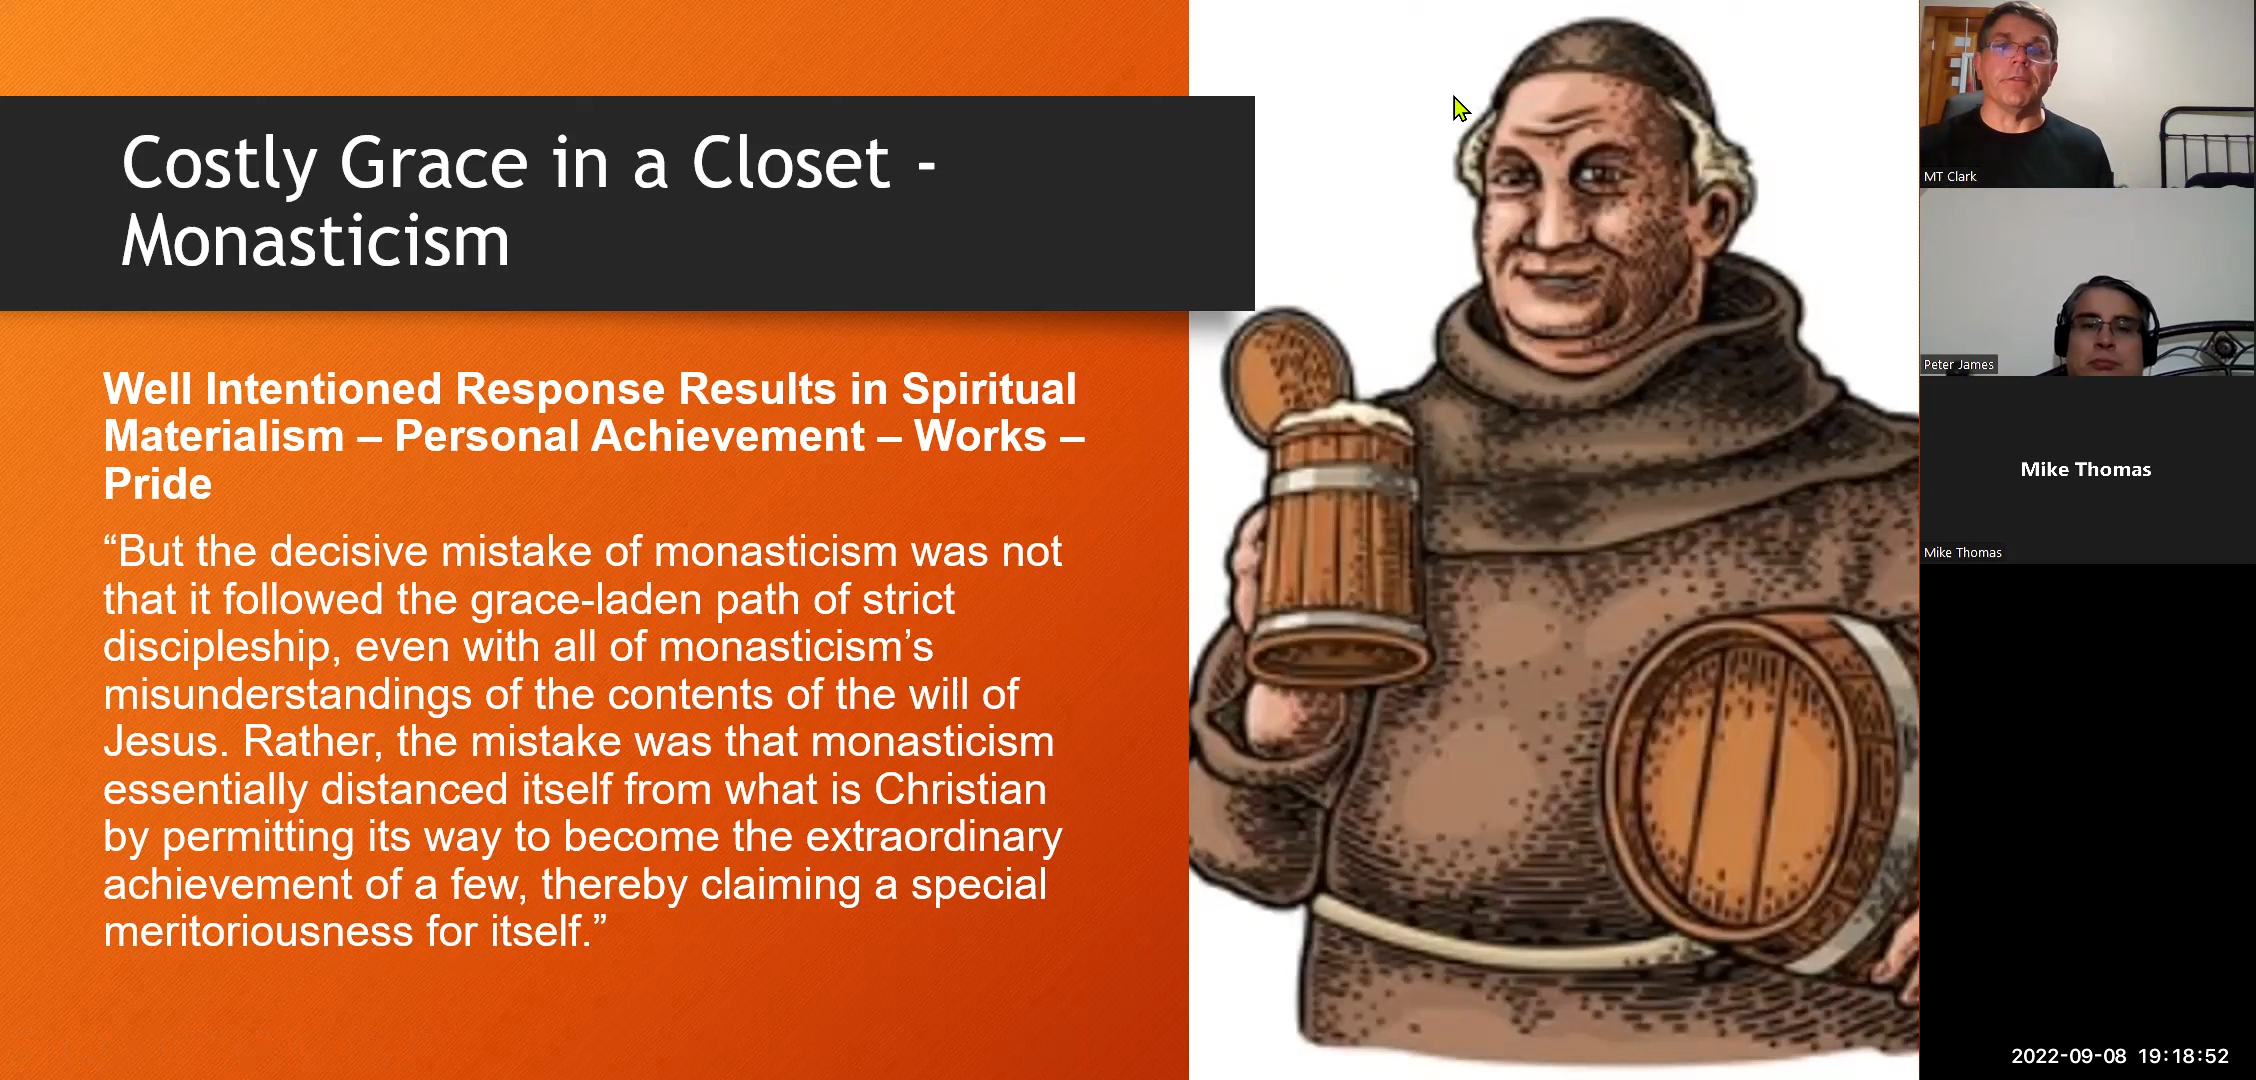 Costly Grace in a Closet -
Monasticism
Well Intentioned Response Results in Spiritual
Materialism – Personal Achievement – Works –
Pride
“But the decisive mistake of monasticism was not
that it followed the grace-laden path of strict
discipleship, even with all of monasticism’s
misunderstandings of the contents of the will of
Jesus. Rather, the mistake was that monasticism
essentially distanced itself from what is Christian
by permitting its way to become the extraordinary
achievement of a few, thereby claiming a special
meritoriousness for itself.”
MT Clark
Peter James
Mike Thomas
Mike Thomas
2022-09-08 19:18:52